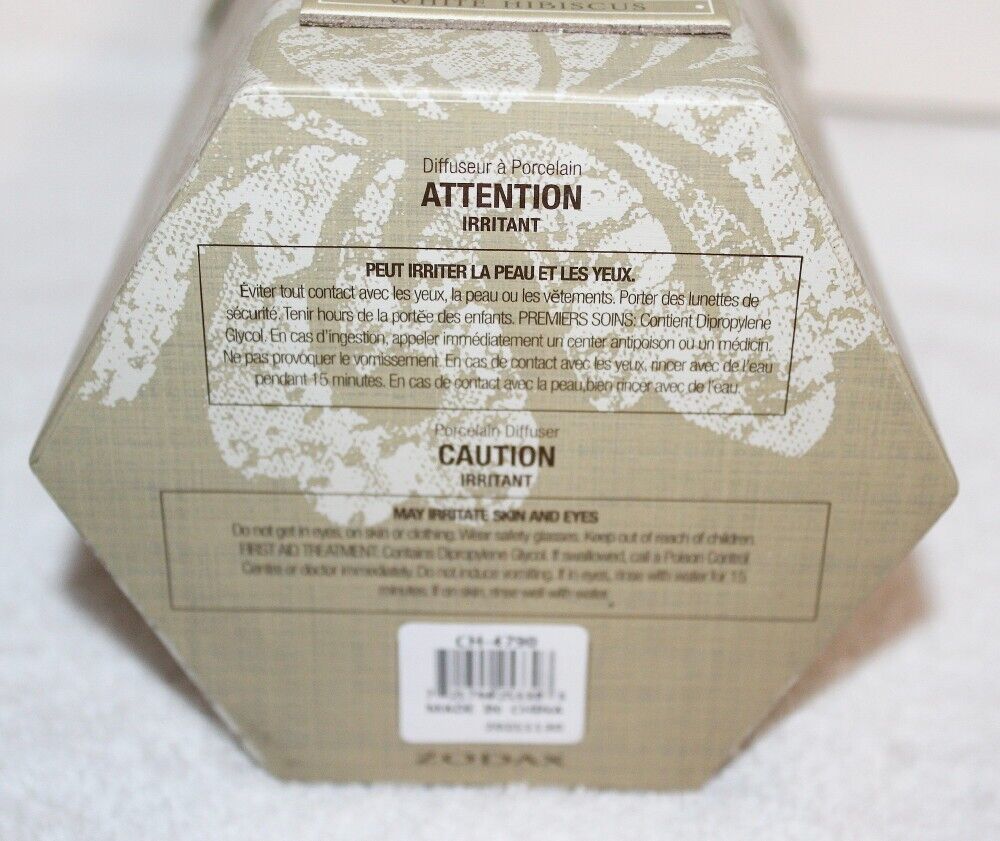 WHITE HIBISCUS
Diffuseur à Porcelain
ATTENTION
IRRITANT
PEUT IRRITER LA PEAU ET LES YEUX.
Éviter tout contact avec les yeux, la peau ou les vêtements. Porter des lunettes de
sécurité. Tenir hours de la portée des enfants. PREMIERS SOINS: Contient Dipropylene
Glycol. En cas d'ingestion, appeler immédiatement un center antipoison ou un médicin.
Ne pas provoquer le vomissement. En cas de contact avec les yeux, rincer avec de l'eau
pendant 15 minutes. En cas de contact avec la peau,bien rincer avec de l'eau.
Porcelain Diffuser
CAUTION
IRRITANT
MAY IRRITATE SKIN AND EYES
Do not get in eyes, on skin or clothing. Wear safety glasses. Keep out of reach of children.
FIRST AID TREATMENT: Contains Dipropylene Glycol. If swallowed, call a Poison Control
Centre or doctor immediately. Do not induce vomiting. If in eyes, rinse with water for 15
minutes. If on skin, rinse well with water.
CH-4790
MADE IN CHINA
ZODAX